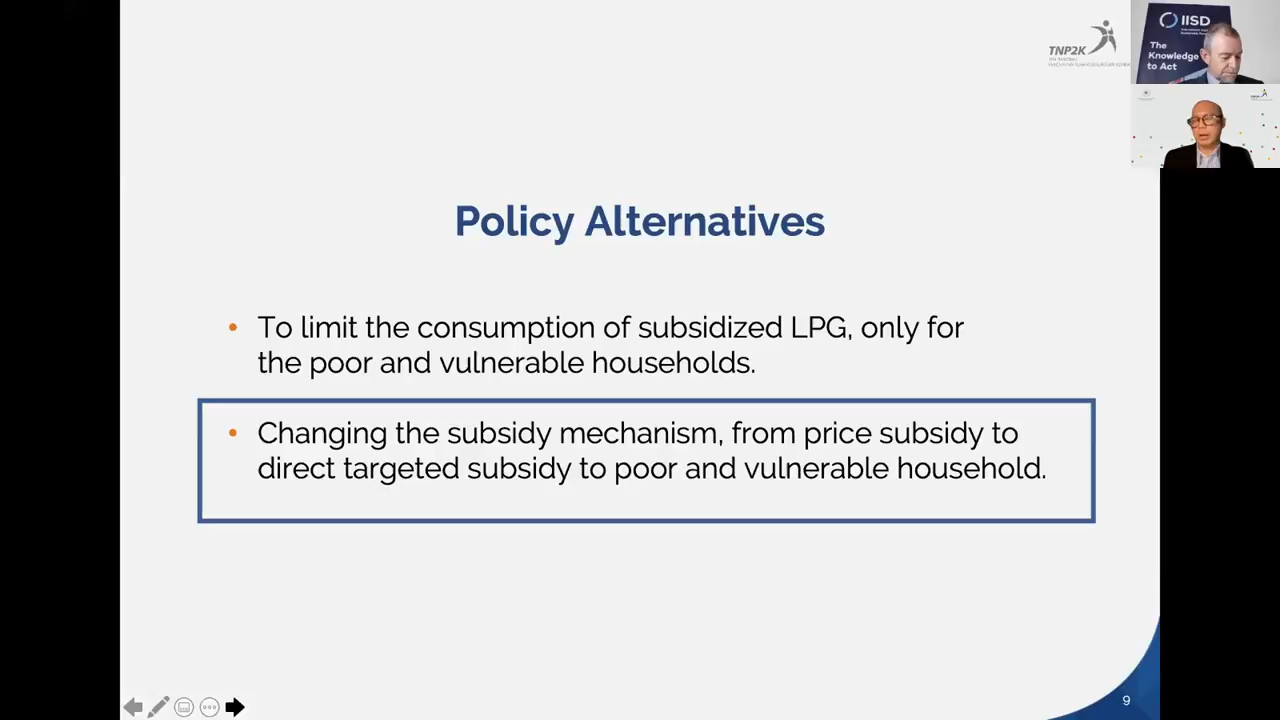 TNP2K
IISD
The
Knowledge
to Act
Policy Alternatives
• To limit the consumption of subsidized LPG, only for
the poor and vulnerable households.
• Changing the subsidy mechanism, from price subsidy to
direct targeted subsidy to poor and vulnerable household.
9